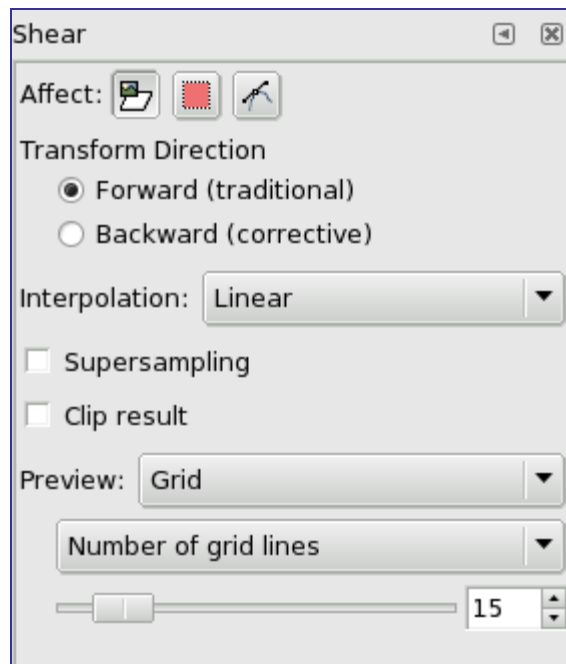 Shear
Affect:
Transform Direction
Forward (traditional)
Backward (corrective)
Interpolation: Linear
Supersampling
Clip result
Preview: Grid
Number of grid lines
15